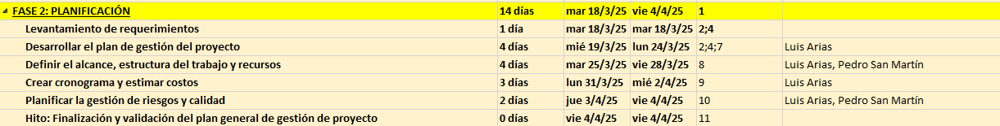 FASE 2: PLANIFICACIÓN 14 días mar 18/3/25 vie 4/4/25 1
Levantamiento de requerimientos 1 día mar 18/3/25 mar 18/3/25 2;4
Desarrollar el plan de gestión del proyecto 4 días mié 19/3/25 lun 24/3/25 2;4;7 Luis Arias
Definir el alcance, estructura del trabajo y recursos 4 días mar 25/3/25 vie 28/3/25 8 Luis Arias, Pedro San Martín
Crear cronograma y estimar costos 3 días lun 31/3/25 mié 2/4/25 9 Luis Arias
Planificar la gestión de riesgos y calidad 2 días jue 3/4/25 vie 4/4/25 10 Luis Arias, Pedro San Martín
Hito: Finalización y validación del plan general de gestión de proyecto 0 días vie 4/4/25 vie 4/4/25 11